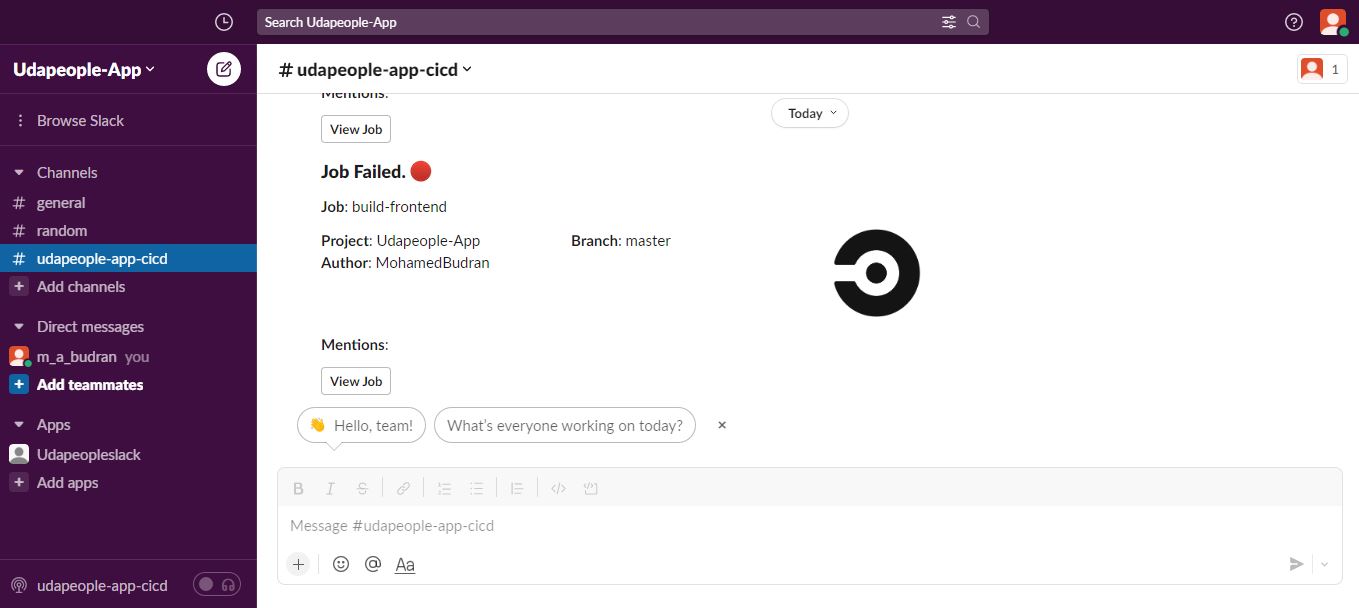 Search Udapeople-App
Udapeople-App
Browse Slack
Channels
# general
# random
# udapeople-app-cicd
+ Add channels
Direct messages
m_a_budran you
+ Add teammates
Apps
Udapeopleslack
+ Add apps
udapeople-app-cicd
# udapeople-app-cicd
1
Mentions:
Today
View Job
Job Failed.
Job: build-frontend
Project: Udapeople-App
Branch: master
Author: MohamedBudran
Mentions:
View Job
👋 Hello, team!
What's everyone working on today?
Message #udapeople-app-cicd
Aa